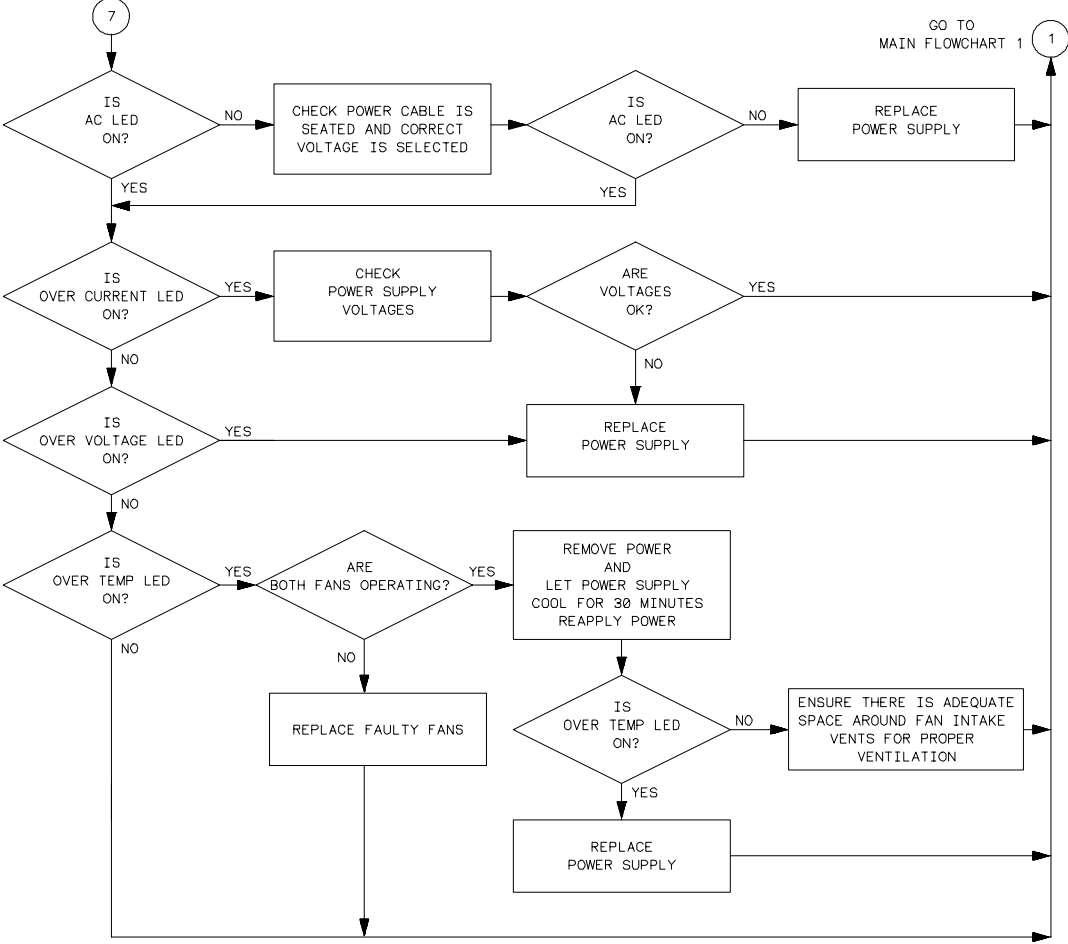 7
GO TO
MAIN FLOWCHART 1
1
IS
AC LED
ON?
NO
CHECK POWER CABLE IS
SEATED AND CORRECT
VOLTAGE IS SELECTED
IS
AC LED
ON?
NO
REPLACE
POWER SUPPLY
YES
YES
IS
OVER CURRENT LED
ON?
YES
CHECK
POWER SUPPLY
VOLTAGES
ARE
VOLTAGES
OK?
YES
NO
NO
IS
OVER VOLTAGE LED
ON?
YES
REPLACE
POWER SUPPLY
NO
IS
OVER TEMP LED
ON?
YES
ARE
BOTH FANS OPERATING?
YES
REMOVE POWER
AND
LET POWER SUPPLY
COOL FOR 30 MINUTES
REAPPLY POWER
NO
NO
REPLACE FAULTY FANS
IS
OVER TEMP LED
ON?
NO
ENSURE THERE IS ADEQUATE
SPACE AROUND FAN INTAKE
VENTS FOR PROPER
VENTILATION
YES
REPLACE
POWER SUPPLY